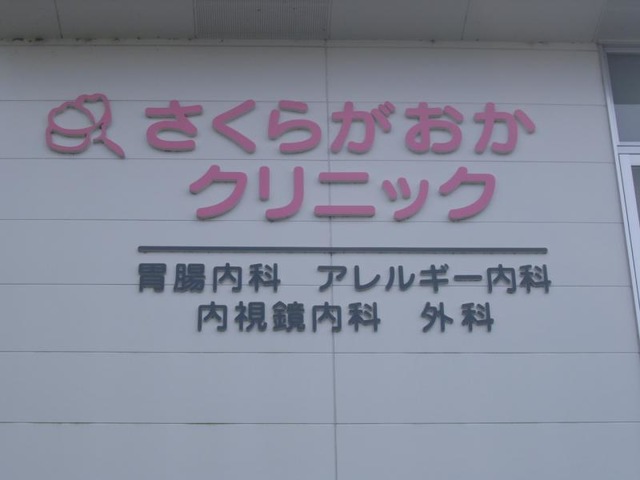 さくらがおか
クリニック
胃腸内科　アレルギー内科
内視鏡内科　外科